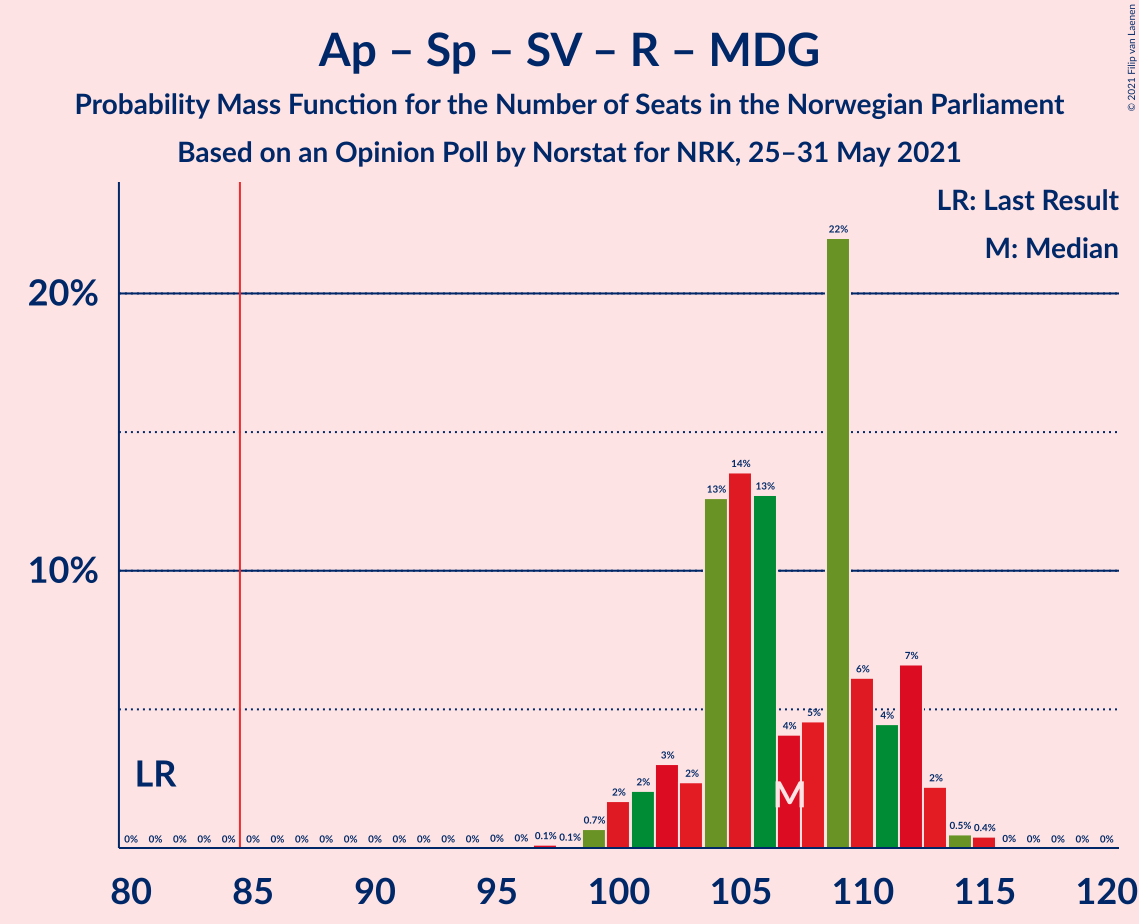 Ap – Sp – SV – R – MDG
Probability Mass Function for the Number of Seats in the Norwegian Parliament
Based on an Opinion Poll by Norstat for NRK, 25–31 May 2021
© 2021 Filip van Laenen
LR: Last Result
M: Median
20%
10%
22%
14%
13%
13%
7%
6%
5%
4%
4%
3%
2%
2%
2%
2%
0.7%
0.5%
0.4%
0% 0% 0% 0% 0% 0% 0% 0% 0% 0% 0% 0% 0% 0% 0% 0% 0% 0.1% 0.1% 0% 0% 0% 0% 0%
LR
M
80 85 90 95 100 105 110 115 120